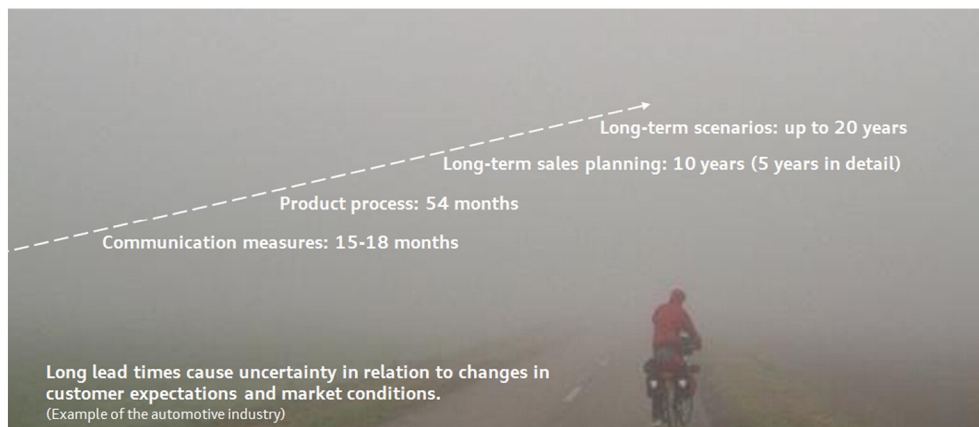 Long-term scenarios: up to 20 years
Long-term sales planning: 10 years (5 years in detail)
Product process: 54 months
Communication measures: 15-18 months
Long lead times cause uncertainty in relation to changes in
customer expectations and market conditions.
(Example of the automotive industry)